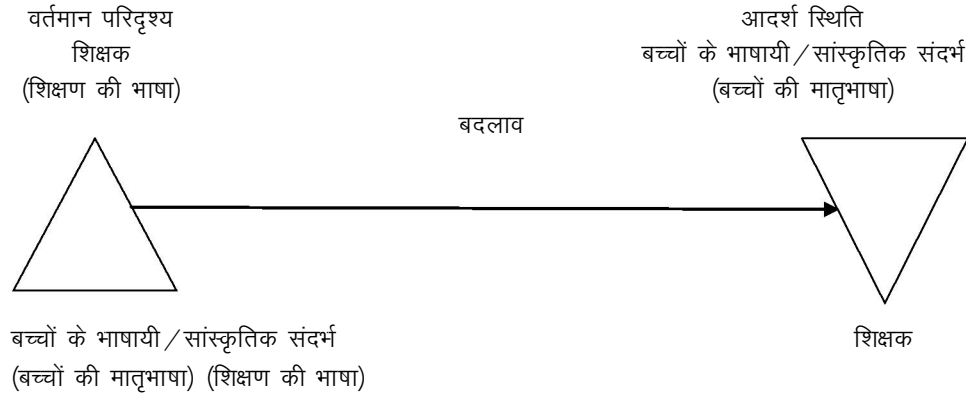 वर्तमान परिदृश्य
शिक्षक
(शिक्षण की भाषा)
आदर्श स्थिति
बच्चों के भाषायी/सांस्कृतिक संदर्भ
(बच्चों की मातृभाषा)
बदलाव
बच्चों के भाषायी/सांस्कृतिक संदर्भ
(बच्चों की मातृभाषा) (शिक्षण की भाषा)
शिक्षक